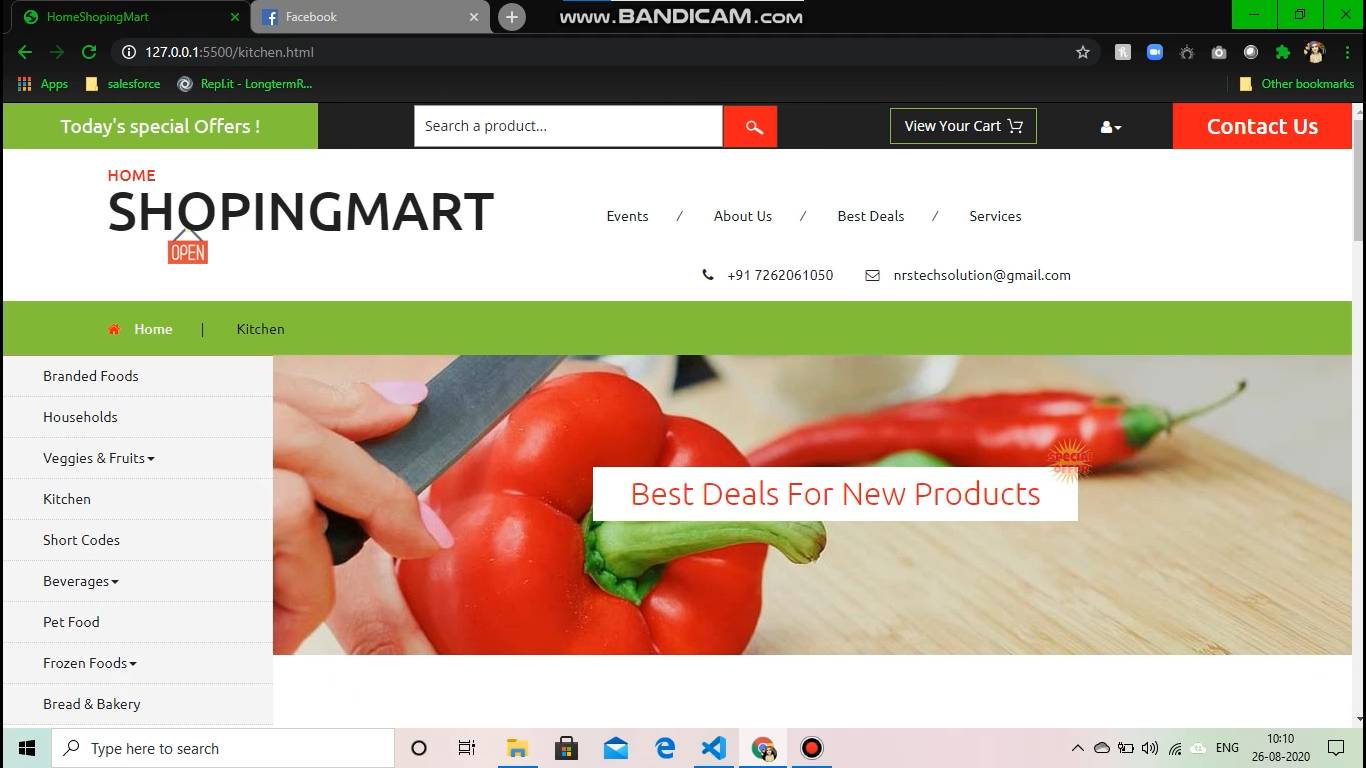 HomeShopingMart
Facebook
www.BANDICAM.com
127.0.0.1:5500/kitchen.html
Apps
salesforce
Repl.it - LongtermR...
Other bookmarks
Today's special Offers !
Search a product...
View Your Cart
Contact Us
HOME
SHOPINGMART
OPEN
Events / About Us / Best Deals / Services
+91 7262061050
nrstechsolution@gmail.com
Home | Kitchen
Branded Foods
Households
Veggies & Fruits
Kitchen
Short Codes
Beverages
Pet Food
Frozen Foods
Bread & Bakery
SPECIAL
OFFER
Best Deals For New Products
Type here to search
ENG
10:10
26-08-2020